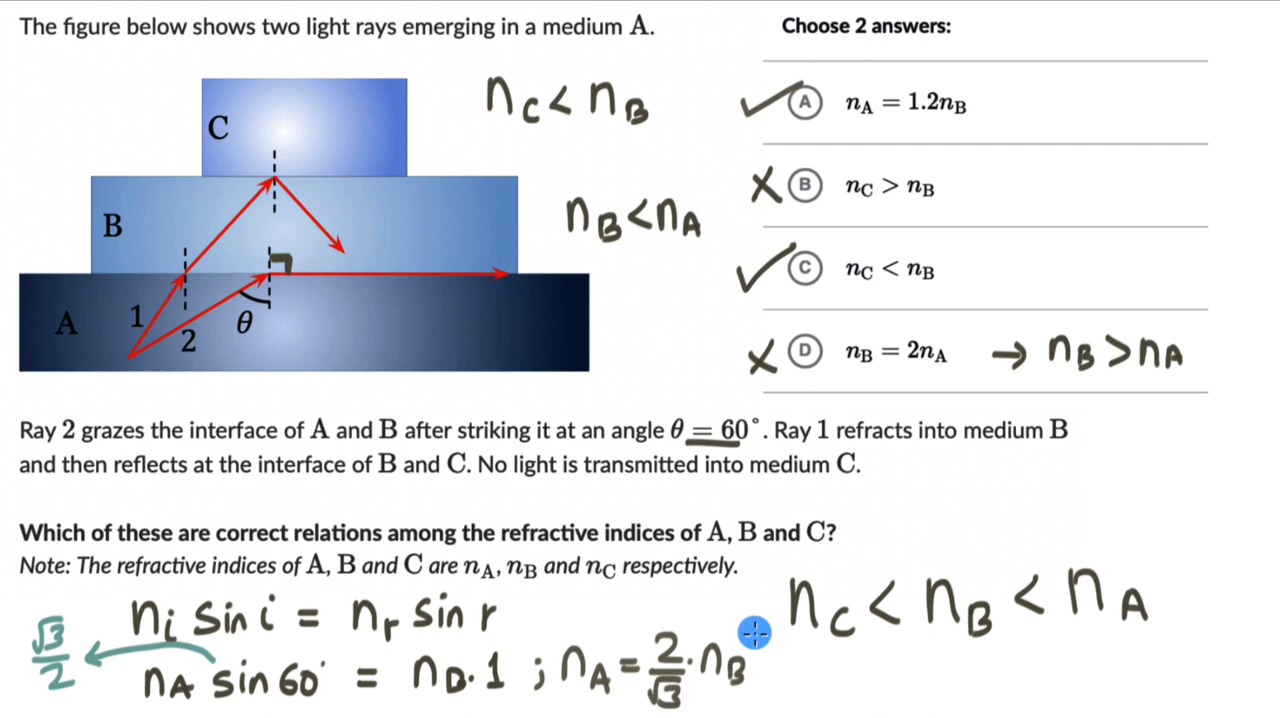 The figure below shows two light rays emerging in a medium A.
C
B
A
1
2
θ
n_C < n_B
n_B < n_A
Choose 2 answers:
✓ A n_A = 1.2n_B
✗ B n_C > n_B
✓ C n_C < n_B
✗ D n_B = 2n_A → n_B > n_A
Ray 2 grazes the interface of A and B after striking it at an angle θ = 60°. Ray 1 refracts into medium B
and then reflects at the interface of B and C. No light is transmitted into medium C.
Which of these are correct relations among the refractive indices of A, B and C?
Note: The refractive indices of A, B and C are n_A, n_B and n_C respectively.
n_C < n_B < n_A
n_i sin i = n_r sin r
√3/2 ← n_A sin 60° = n_B · 1 ; n_A = 2/√3 · n_B